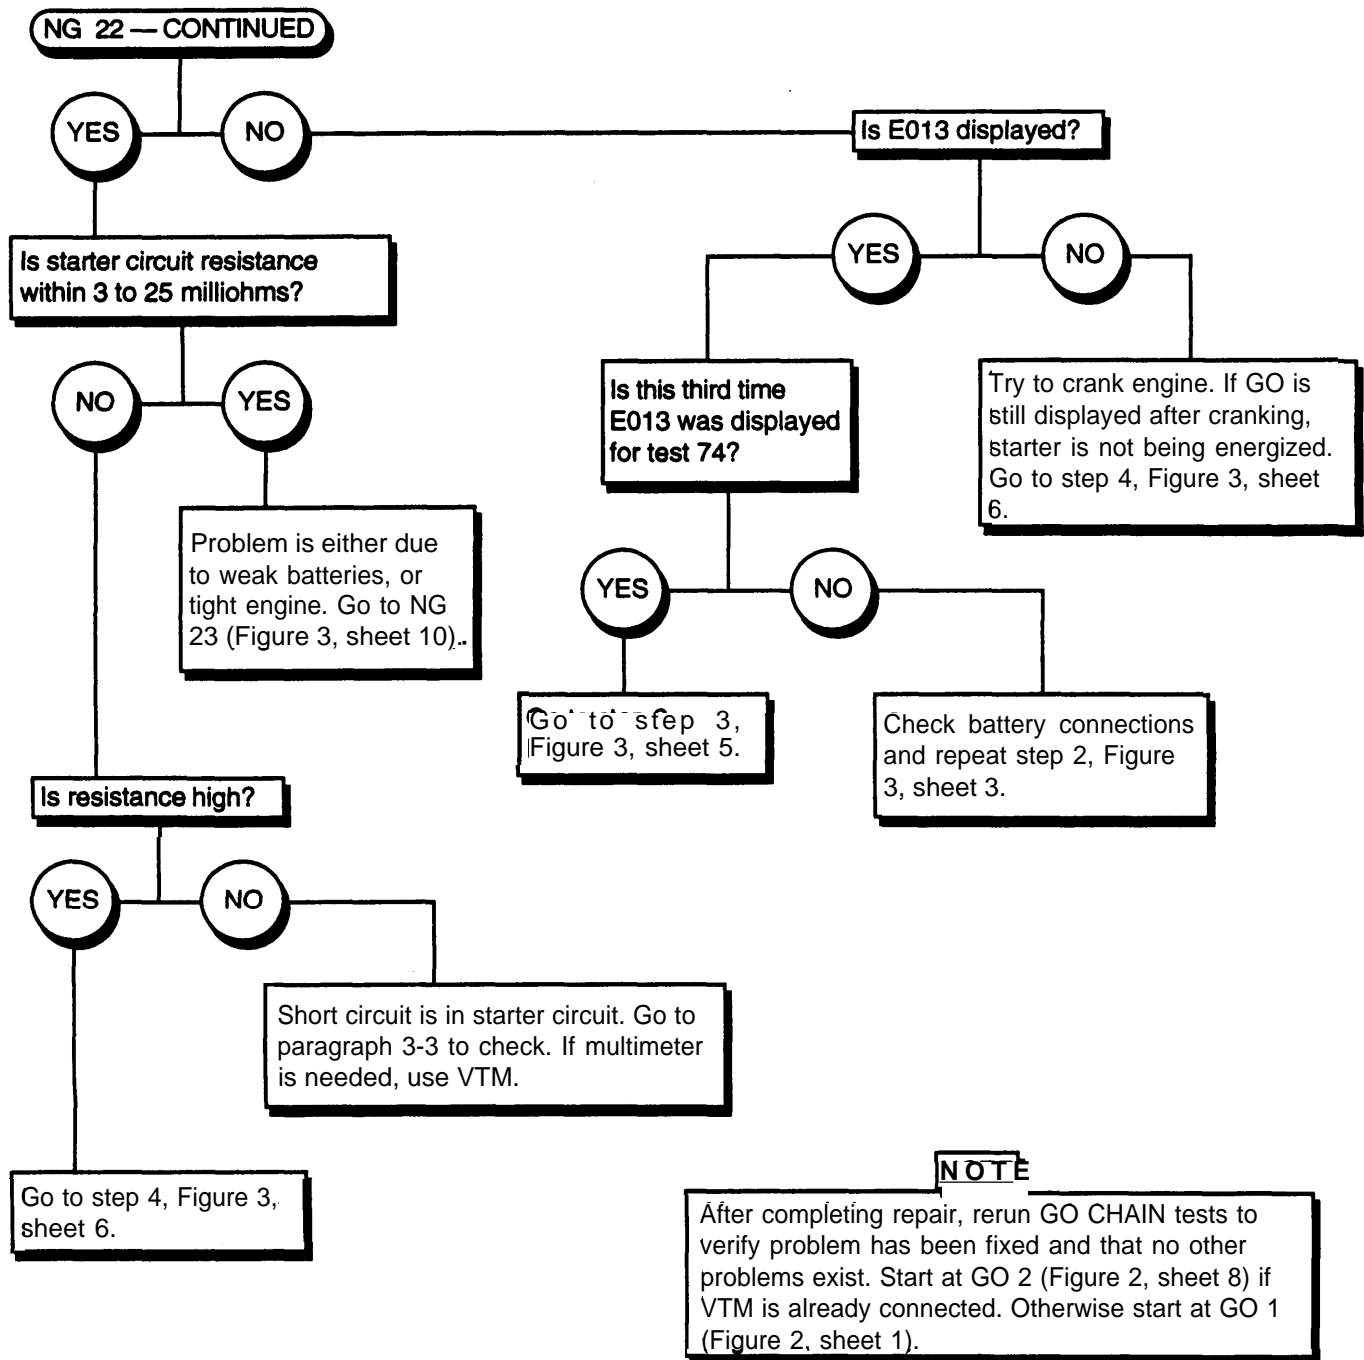 NG 22 — CONTINUED
YES
NO
Is E013 displayed?
YES
NO
Is starter circuit resistance
within 3 to 25 milliohms?
NO
YES
Is this third time
E013 was displayed
for test 74?
Try to crank engine. If GO is
still displayed after cranking,
starter is not being energized.
Go to step 4, Figure 3, sheet
6.
Problem is either due
to weak batteries, or
tight engine. Go to NG
23 (Figure 3, sheet 10)..
YES
NO
Go to step 3,
Figure 3, sheet 5.
Check battery connections
and repeat step 2, Figure
3, sheet 3.
Is resistance high?
YES
NO
Short circuit is in starter circuit. Go to
paragraph 3-3 to check. If multimeter
is needed, use VTM.
Go to step 4, Figure 3,
sheet 6.
NOTE
After completing repair, rerun GO CHAIN tests to
verify problem has been fixed and that no other
problems exist. Start at GO 2 (Figure 2, sheet 8) if
VTM is already connected. Otherwise start at GO 1
(Figure 2, sheet 1).